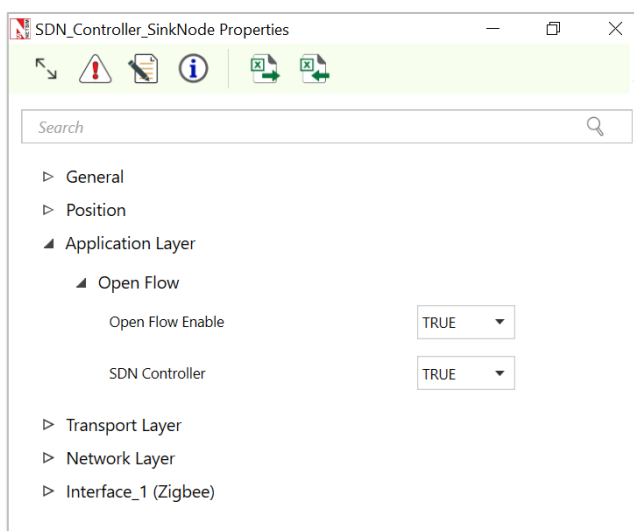 SDN_Controller_SinkNode Properties
Search
General
Position
Application Layer
Open Flow
Open Flow Enable TRUE
SDN Controller TRUE
Transport Layer
Network Layer
Interface_1 (Zigbee)